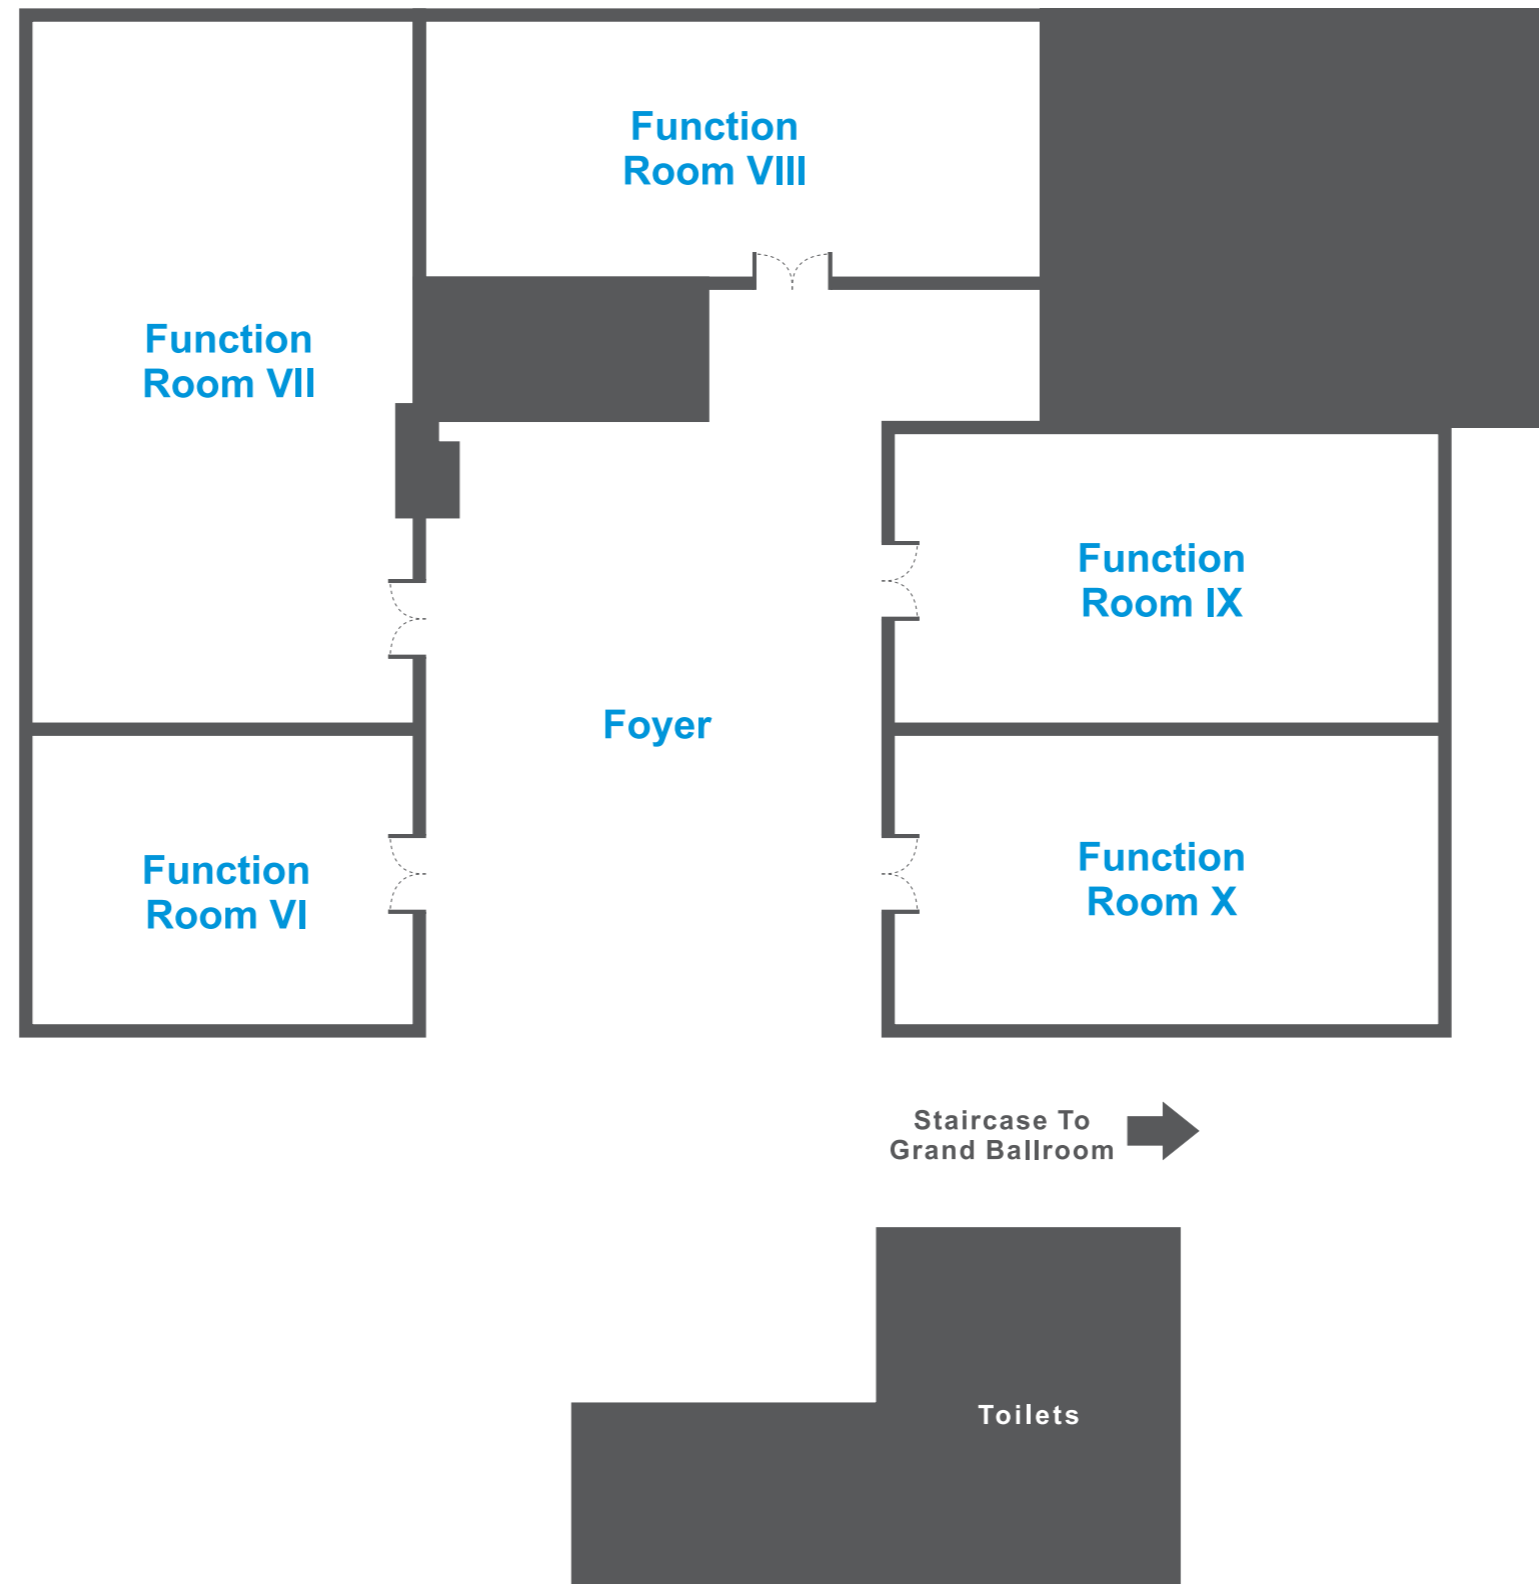 Function
Room VIII
Function
Room VII
Function
Room IX
Foyer
Function
Room VI
Function
Room X
Staircase To
Grand Ballroom
Toilets